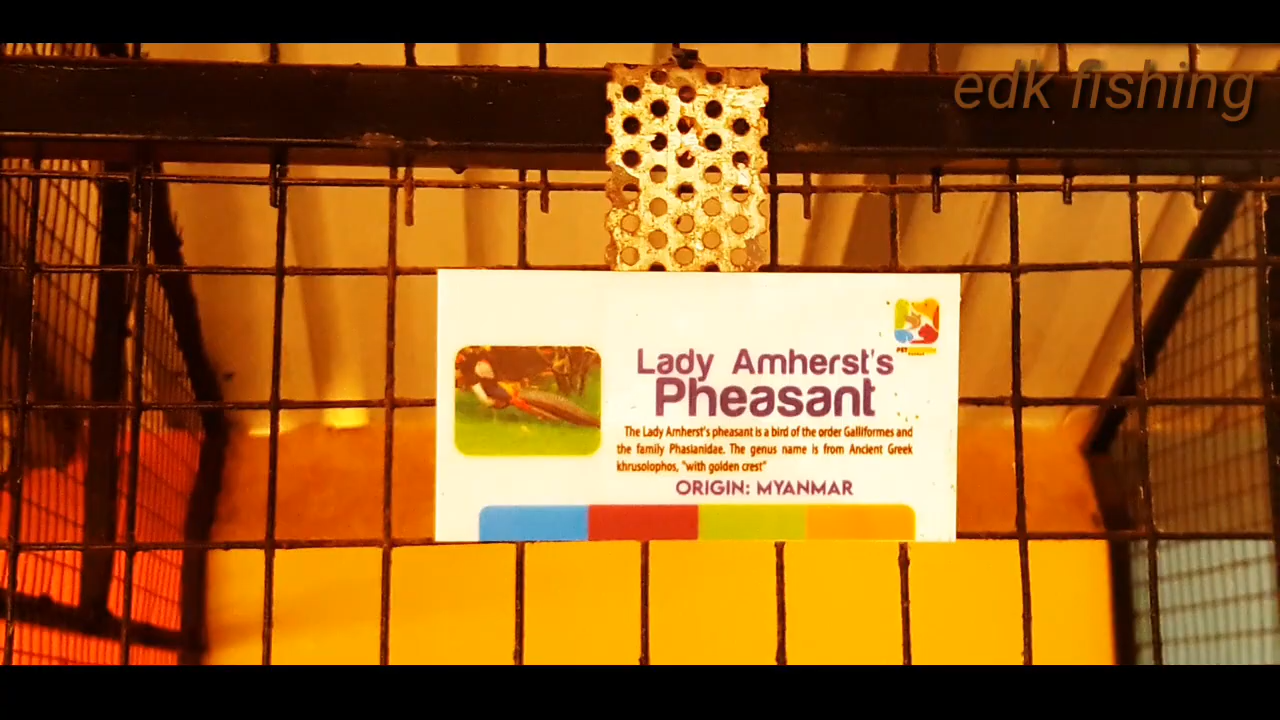 edk fishing
PET
Lady Amherst's
Pheasant
The Lady Amherst's pheasant is a bird of the order Galliformes and
the family Phasianidae. The genus name is from Ancient Greek
khrusolophos, "with golden crest"
ORIGIN: MYANMAR